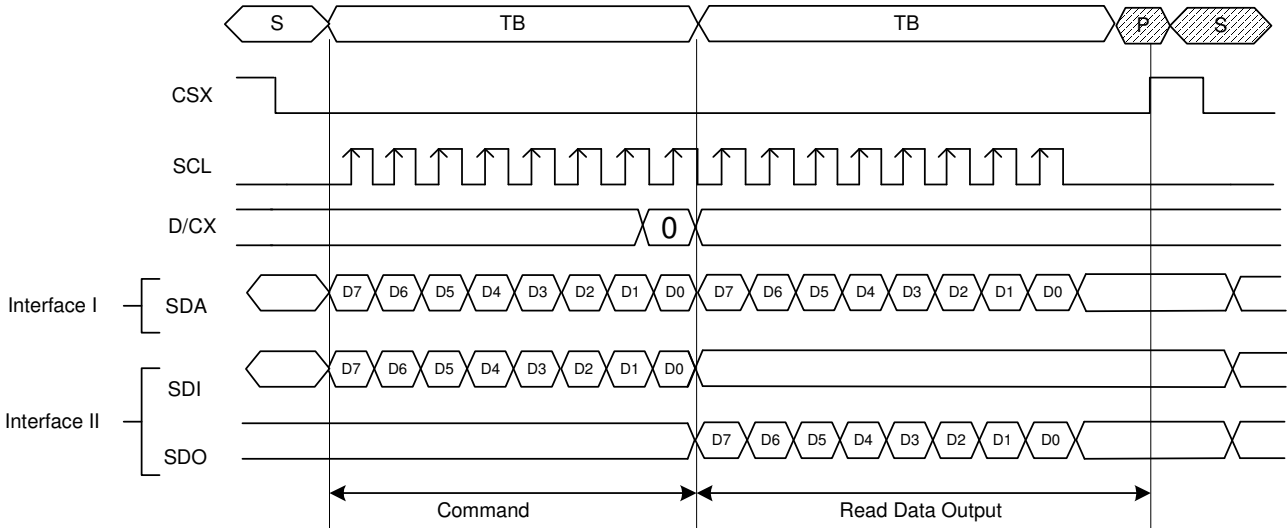 S TB TB P S
CSX
SCL
D/CX 0
Interface I SDA D7 D6 D5 D4 D3 D2 D1 D0 D7 D6 D5 D4 D3 D2 D1 D0
SDI D7 D6 D5 D4 D3 D2 D1 D0
Interface II
SDO D7 D6 D5 D4 D3 D2 D1 D0
Command Read Data Output